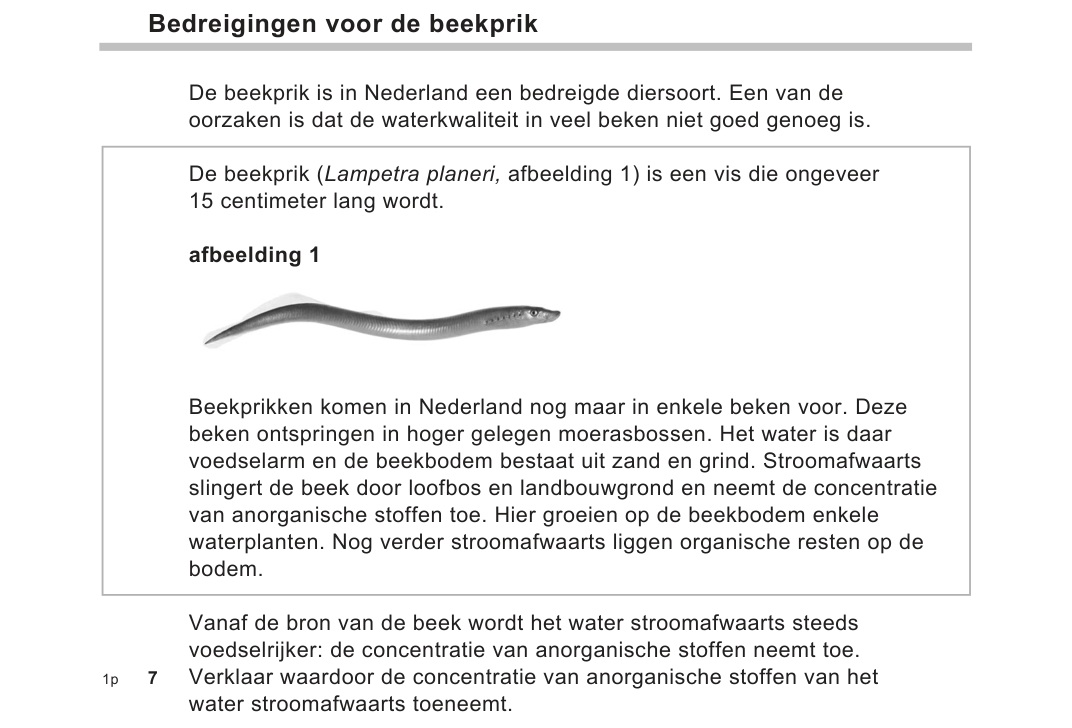 Bedreigingen voor de beekprik
De beekprik is in Nederland een bedreigde diersoort. Een van de
oorzaken is dat de waterkwaliteit in veel beken niet goed genoeg is.
De beekprik (Lampetra planeri, afbeelding 1) is een vis die ongeveer
15 centimeter lang wordt.
afbeelding 1
Beekprikken komen in Nederland nog maar in enkele beken voor. Deze
beken ontspringen in hoger gelegen moerasbossen. Het water is daar
voedselarm en de beekbodem bestaat uit zand en grind. Stroomafwaarts
slingert de beek door loofbos en landbouwgrond en neemt de concentratie
van anorganische stoffen toe. Hier groeien op de beekbodem enkele
waterplanten. Nog verder stroomafwaarts liggen organische resten op de
bodem.
Vanaf de bron van de beek wordt het water stroomafwaarts steeds
voedselrijker: de concentratie van anorganische stoffen neemt toe.
1p 7 Verklaar waardoor de concentratie van anorganische stoffen van het
water stroomafwaarts toeneemt.